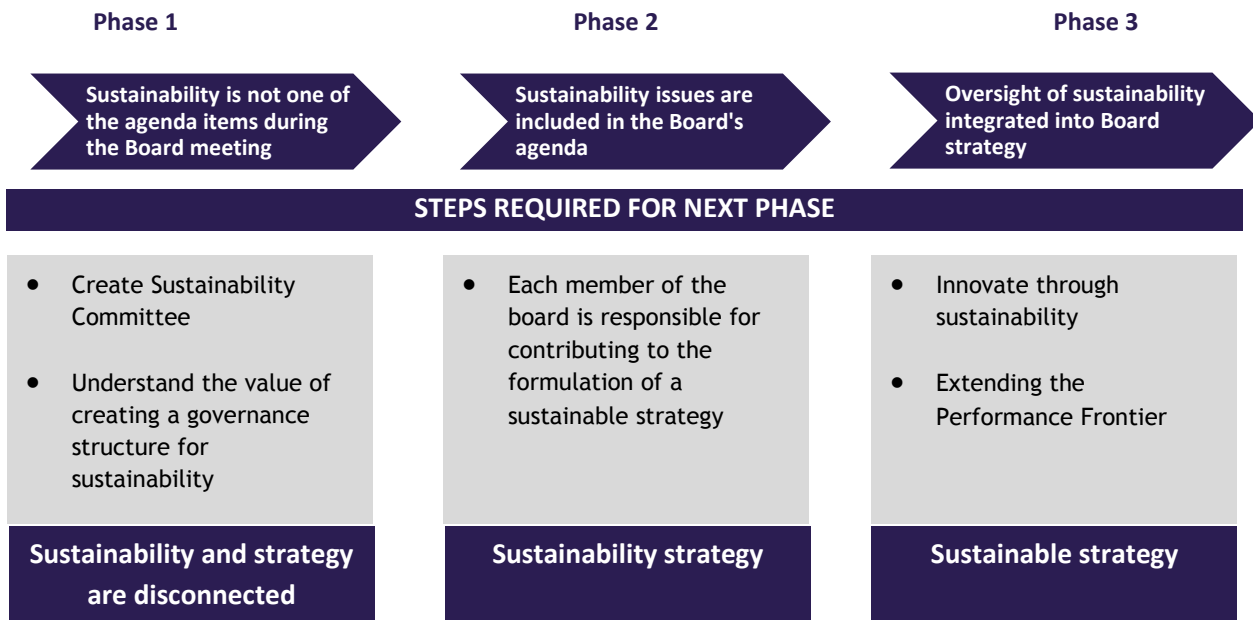 Phase 1
Phase 2
Phase 3
Sustainability is not one of
the agenda items during
the Board meeting
Sustainability issues are
included in the Board's
agenda
Oversight of sustainability
integrated into Board
strategy
STEPS REQUIRED FOR NEXT PHASE
• Create Sustainability
Committee
• Understand the value of
creating a governance
structure for
sustainability
• Each member of the
board is responsible for
contributing to the
formulation of a
sustainable strategy
• Innovate through
sustainability
• Extending the
Performance Frontier
Sustainability and strategy
are disconnected
Sustainability strategy
Sustainable strategy